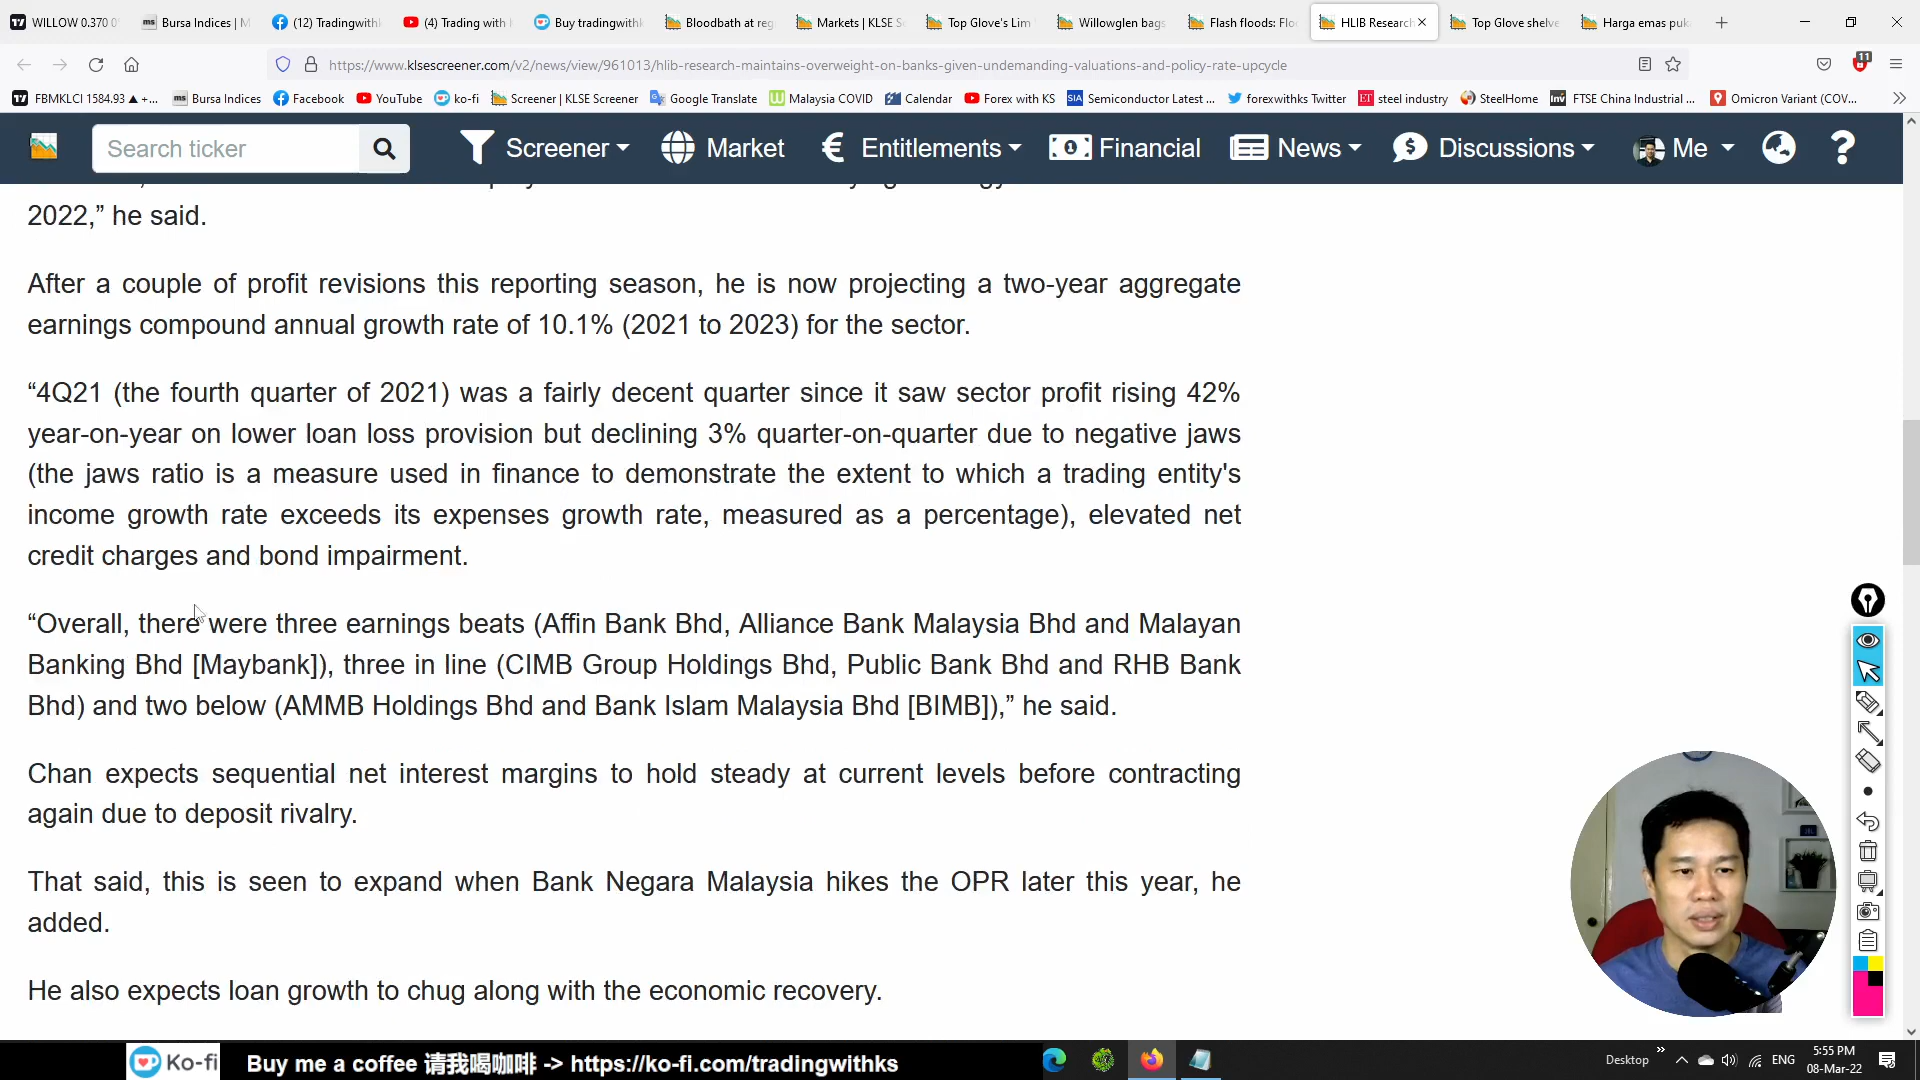 WILLOW 0.370 0
Bursa Indices | M
(12) Tradingwith
(4) Trading with
Buy tradingwith
Bloodbath at reg
Markets | KLSE S
Top Glove's Lim
Willowglen bags
Flash floods: Flo
HLIB Research
Top Glove shelve
Harga emas puk
https://www.klsescreener.com/v2/news/view/961013/hlib-research-maintains-overweight-on-banks-given-undemanding-valuations-and-policy-rate-upcycle
11
FBMKLCI 1584.93 ▲ +...
Bursa Indices
Facebook
YouTube
ko-fi
Screener | KLSE Screener
Google Translate
Malaysia COVID
Calendar
Forex with KS
Semiconductor Latest ...
forexwithks Twitter
steel industry
SteelHome
FTSE China Industrial ...
Omicron Variant (COV...
Search ticker
Screener
Market
Entitlements
Financial
News
Discussions
Me
2022,” he said.
After a couple of profit revisions this reporting season, he is now projecting a two-year aggregate
earnings compound annual growth rate of 10.1% (2021 to 2023) for the sector.
“4Q21 (the fourth quarter of 2021) was a fairly decent quarter since it saw sector profit rising 42%
year-on-year on lower loan loss provision but declining 3% quarter-on-quarter due to negative jaws
(the jaws ratio is a measure used in finance to demonstrate the extent to which a trading entity's
income growth rate exceeds its expenses growth rate, measured as a percentage), elevated net
credit charges and bond impairment.
“Overall, there were three earnings beats (Affin Bank Bhd, Alliance Bank Malaysia Bhd and Malayan
Banking Bhd [Maybank]), three in line (CIMB Group Holdings Bhd, Public Bank Bhd and RHB Bank
Bhd) and two below (AMMB Holdings Bhd and Bank Islam Malaysia Bhd [BIMB]),” he said.
Chan expects sequential net interest margins to hold steady at current levels before contracting
again due to deposit rivalry.
That said, this is seen to expand when Bank Negara Malaysia hikes the OPR later this year, he
added.
He also expects loan growth to chug along with the economic recovery.
Ko-fi
Buy me a coffee 请我喝咖啡 -> https://ko-fi.com/tradingwithks
Desktop
ENG
5:55 PM
08-Mar-22